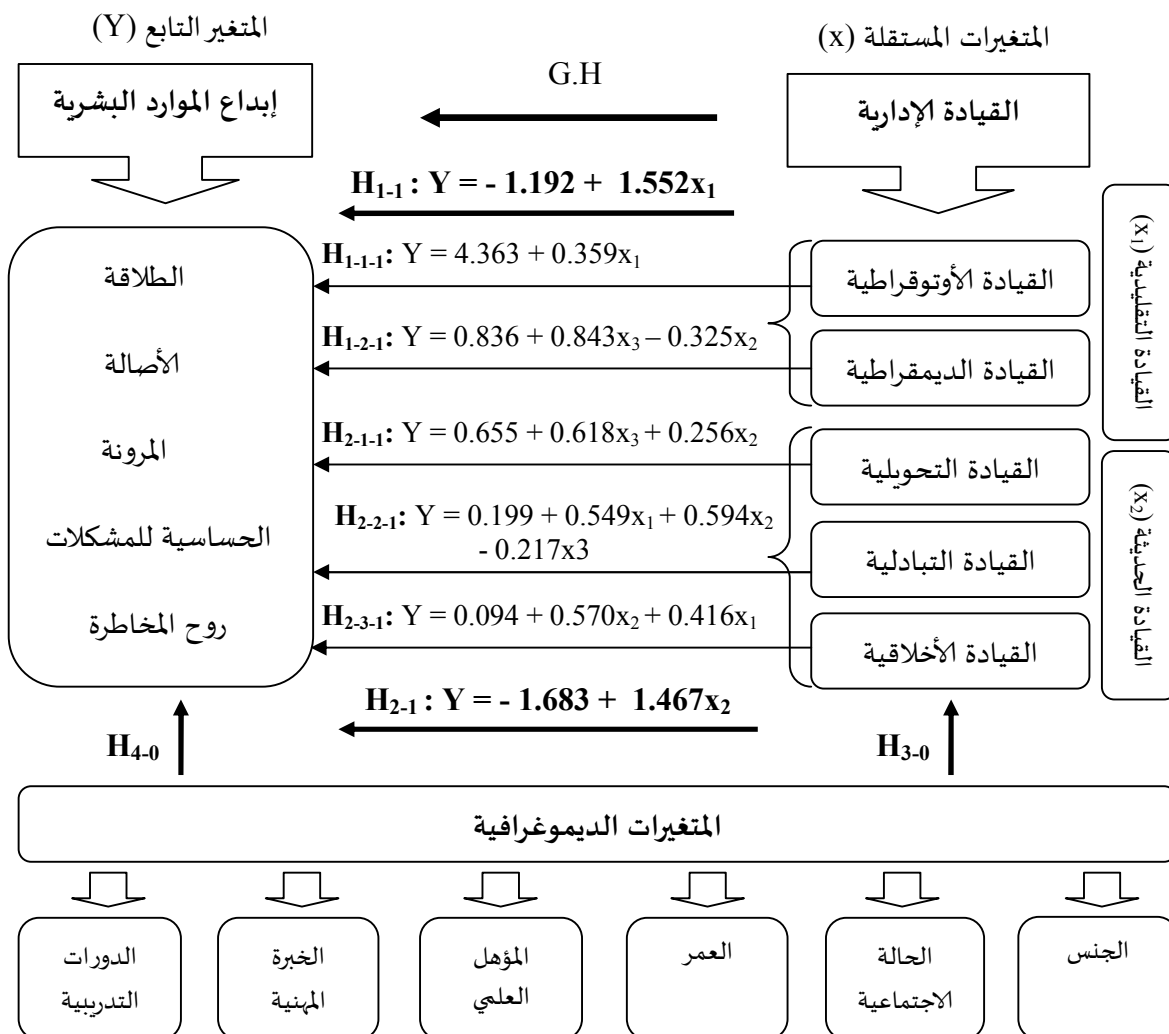 المتغيرات المستقلة (x)
المتغير التابع (Y)
القيادة الإدارية
G.H
إبداع الموارد البشرية
H1-1 : Y = - 1.192 + 1.552x1
القيادة التقليدية (x1)
القيادة الأوتوقراطية
H1-1-1: Y = 4.363 + 0.359x1
الطلاقة
القيادة الديمقراطية
H1-2-1: Y = 0.836 + 0.843x3 – 0.325x2
الأصالة
القيادة الحديثة (x2)
القيادة التحويلية
H2-1-1: Y = 0.655 + 0.618x3 + 0.256x2
المرونة
القيادة التبادلية
H2-2-1: Y = 0.199 + 0.549x1 + 0.594x2
- 0.217x3
الحساسية للمشكلات
القيادة الأخلاقية
H2-3-1: Y = 0.094 + 0.570x2 + 0.416x1
روح المخاطرة
H2-1 : Y = - 1.683 + 1.467x2
H3-0
H4-0
المتغيرات الديموغرافية
الجنس
الحالة
الاجتماعية
العمر
المؤهل
العلمي
الخبرة
المهنية
الدورات
التدريبية